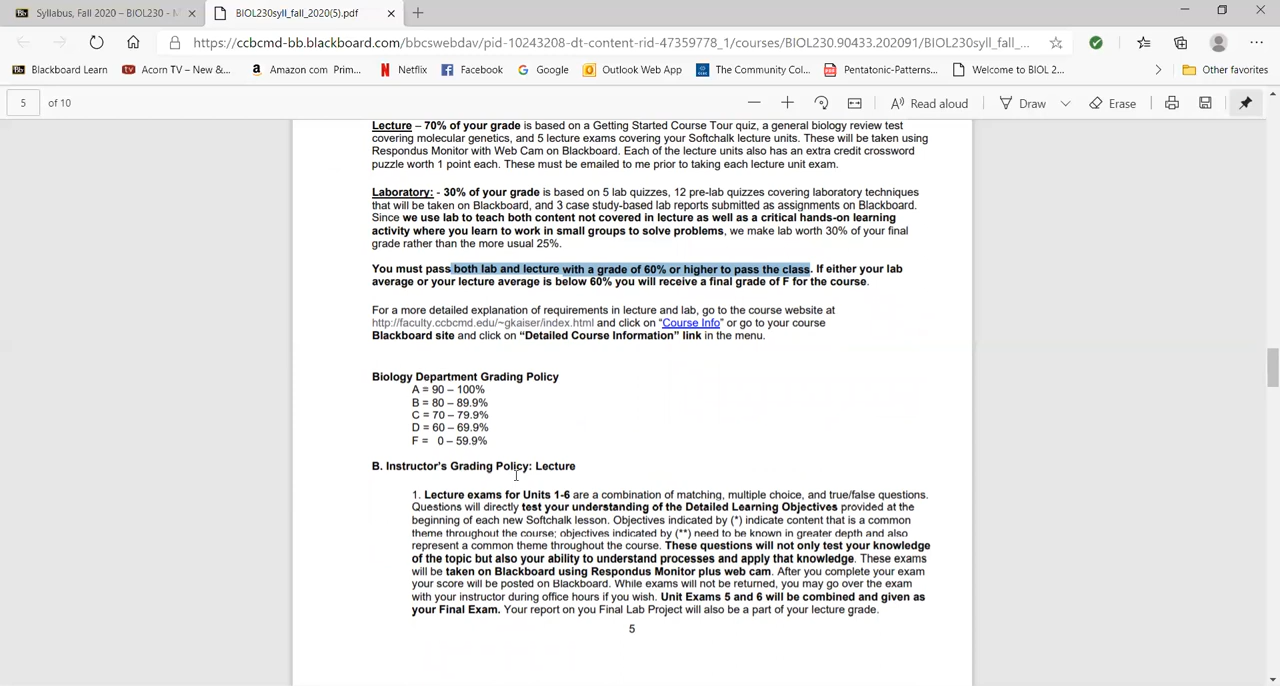 Syllabus, Fall 2020 – BIOL230 - M
BIOL230syll_fall_2020(5).pdf
https://ccbcmd-bb.blackboard.com/bbcswebdav/pid-10243208-dt-content-rid-47359778_1/courses/BIOL230.90433.202091/BIOL230syll_fall_...
Blackboard Learn
Acorn TV – New &...
Amazon com Prim...
Netflix
Facebook
Google
Outlook Web App
The Community Col...
Pentatonic-Patterns...
Welcome to BIOL 2...
Other favorites
5 of 10
Read aloud
Draw
Erase
Lecture – 70% of your grade is based on a Getting Started Course Tour quiz, a general biology review test
covering molecular genetics, and 5 lecture exams covering your Softchalk lecture units. These will be taken using
Respondus Monitor with Web Cam on Blackboard. Each of the lecture units also has an extra credit crossword
puzzle worth 1 point each. These must be emailed to me prior to taking each lecture unit exam.
Laboratory: - 30% of your grade is based on 5 lab quizzes, 12 pre-lab quizzes covering laboratory techniques
that will be taken on Blackboard, and 3 case study-based lab reports submitted as assignments on Blackboard.
Since we use lab to teach both content not covered in lecture as well as a critical hands-on learning
activity where you learn to work in small groups to solve problems, we make lab worth 30% of your final
grade rather than the more usual 25%.
You must pass both lab and lecture with a grade of 60% or higher to pass the class. If either your lab
average or your lecture average is below 60% you will receive a final grade of F for the course.
For a more detailed explanation of requirements in lecture and lab, go to the course website at
http://faculty.ccbcmd.edu/~gkaiser/index.html and click on “Course Info” or go to your course
Blackboard site and click on “Detailed Course Information” link in the menu.
Biology Department Grading Policy
A = 90 – 100%
B = 80 – 89.9%
C = 70 – 79.9%
D = 60 – 69.9%
F = 0 – 59.9%
B. Instructor's Grading Policy: Lecture
1. Lecture exams for Units 1-6 are a combination of matching, multiple choice, and true/false questions.
Questions will directly test your understanding of the Detailed Learning Objectives provided at the
beginning of each new Softchalk lesson. Objectives indicated by (*) indicate content that is a common
theme throughout the course; objectives indicated by (**) need to be known in greater depth and also
represent a common theme throughout the course. These questions will not only test your knowledge
of the topic but also your ability to understand processes and apply that knowledge. These exams
will be taken on Blackboard using Respondus Monitor plus web cam. After you complete your exam
your score will be posted on Blackboard. While exams will not be returned, you may go over the exam
with your instructor during office hours if you wish. Unit Exams 5 and 6 will be combined and given as
your Final Exam. Your report on you Final Lab Project will also be a part of your lecture grade.
5